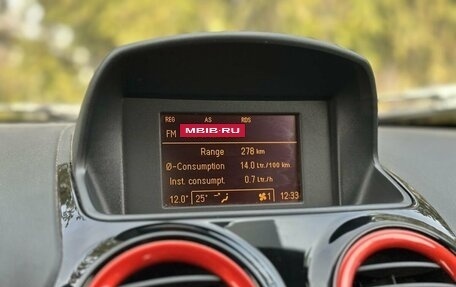 REG AS RDS
FM MBIB-RU
Range 278 km
Ø-Consumption 14.0 Ltr./100 km
Inst. consumpt. 0.7 Ltr./h
12.0° 25° 1 12:33